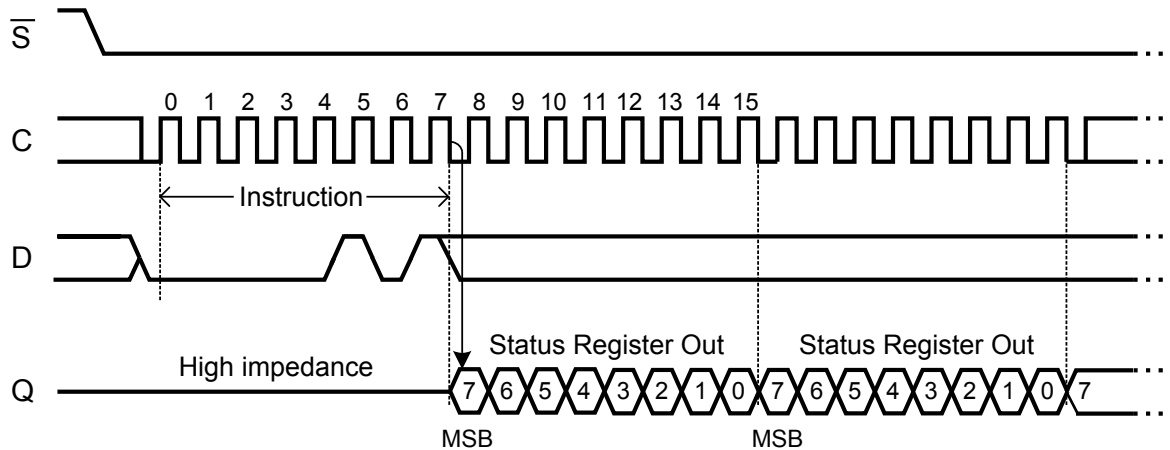 S
0 1 2 3 4 5 6 7 8 9 10 11 12 13 14 15
C
Instruction
D
Status Register Out Status Register Out
High impedance
Q 7 6 5 4 3 2 1 0 7 6 5 4 3 2 1 0 7
MSB MSB